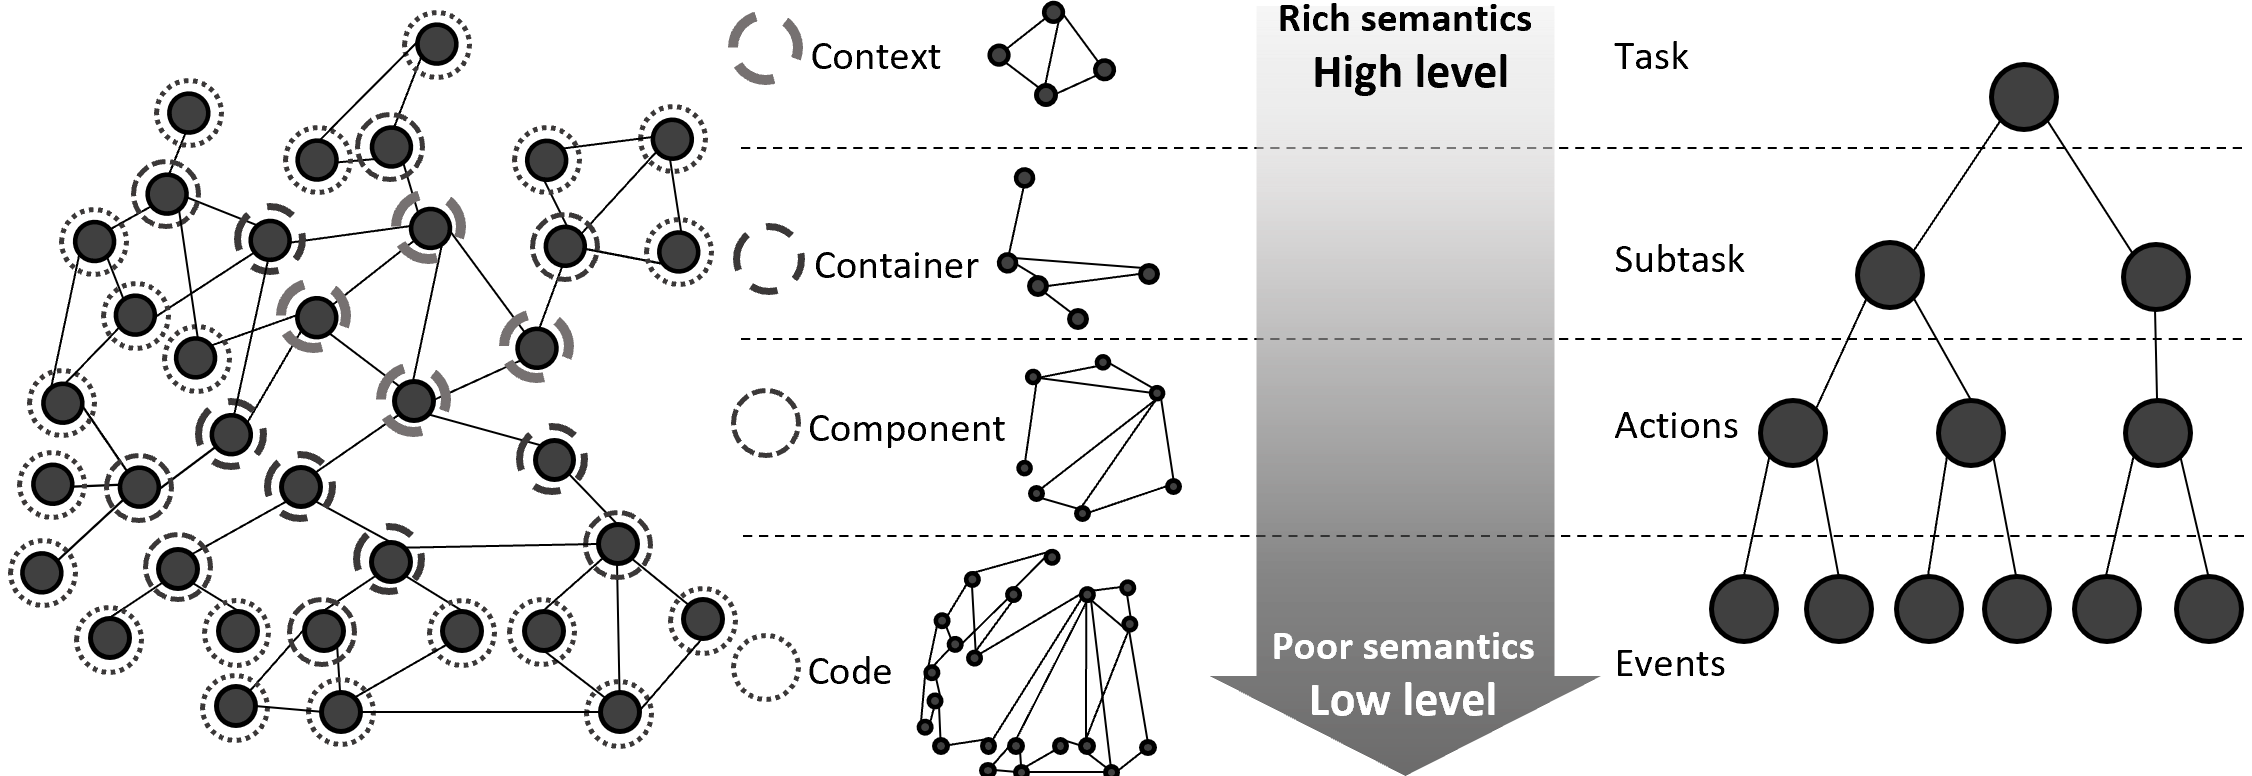 Context
Rich semantics
High level
Task
Container
Subtask
Component
Actions
Code
Poor semantics
Low level
Events